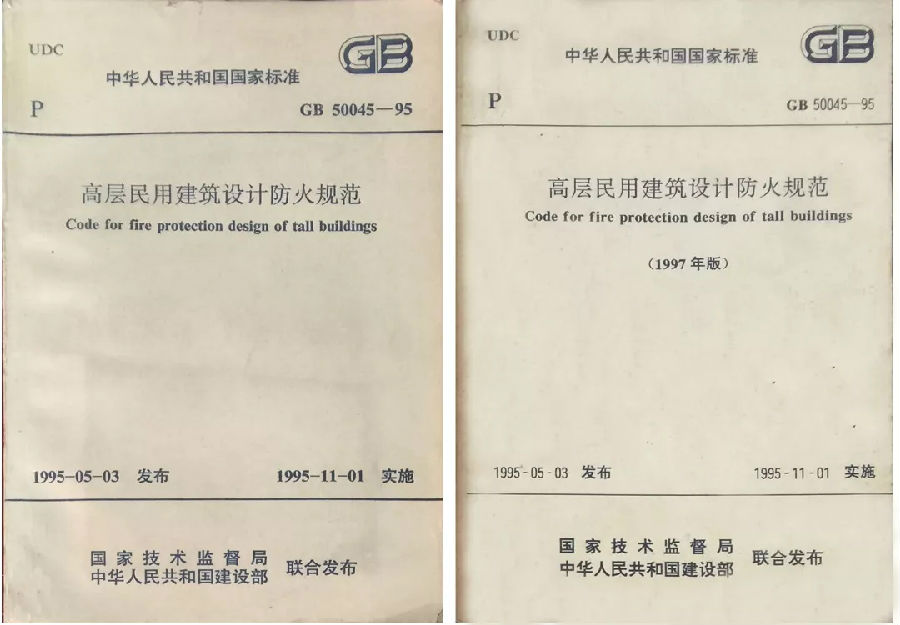 UDC
GB
中华人民共和国国家标准
P
GB 50045—95
高层民用建筑设计防火规范
Code for fire protection design of tall buildings
1995–05–03 发布
1995–11–01 实施
国家技术监督局
中华人民共和国建设部
联合发布
UDC
GB
中华人民共和国国家标准
P
GB 50045—95
高层民用建筑设计防火规范
Code for fire protection design of tall buildings
（1997 年版）
1995-05-03 发布
1995-11-01 实施
国家技术监督局
中华人民共和国建设部
联合发布